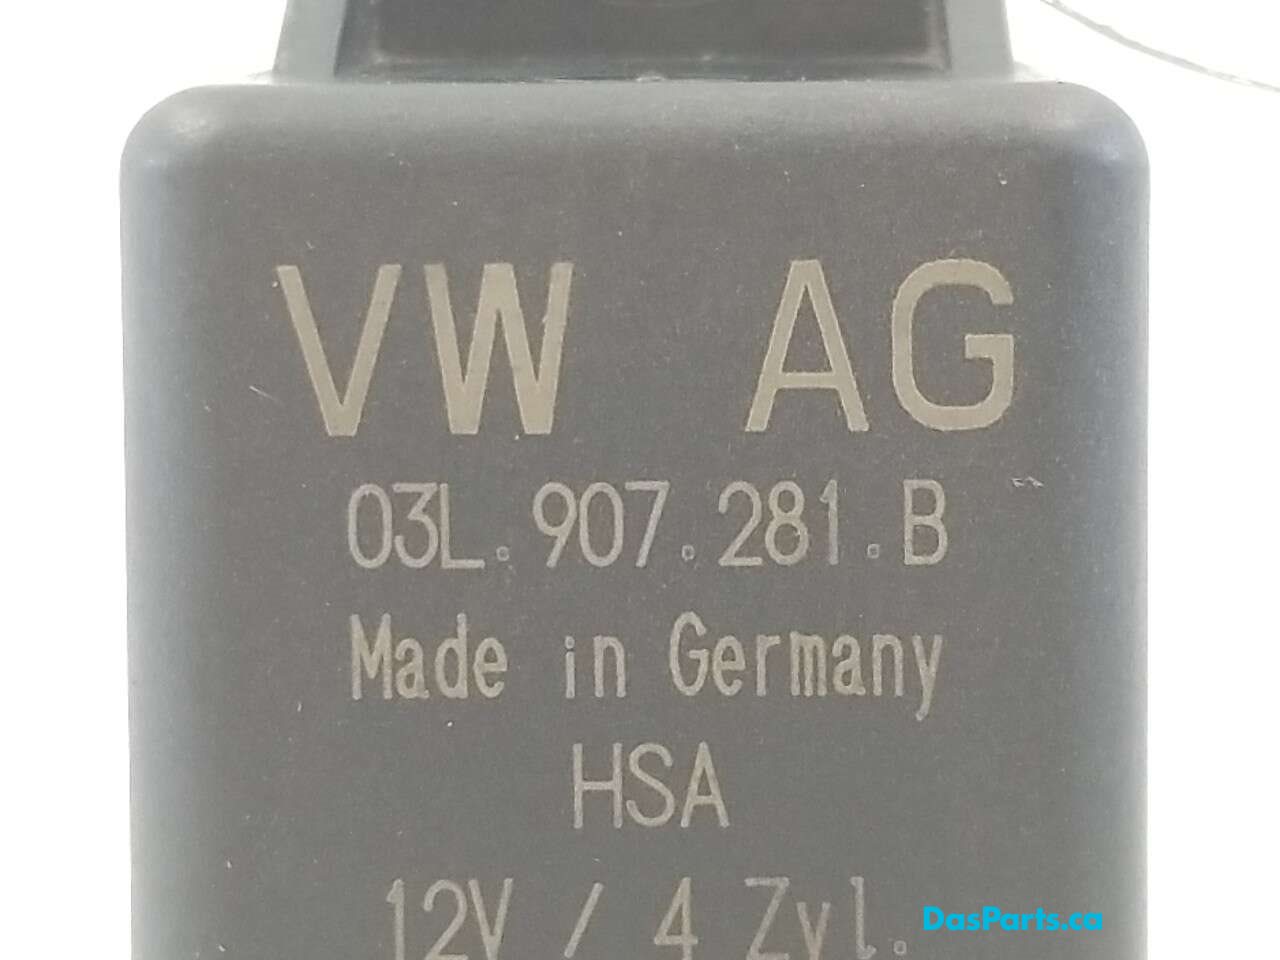 VW AG
03L.907.281.B
Made in Germany
HSA
12V / 4 Zyl.
DasParts.ca